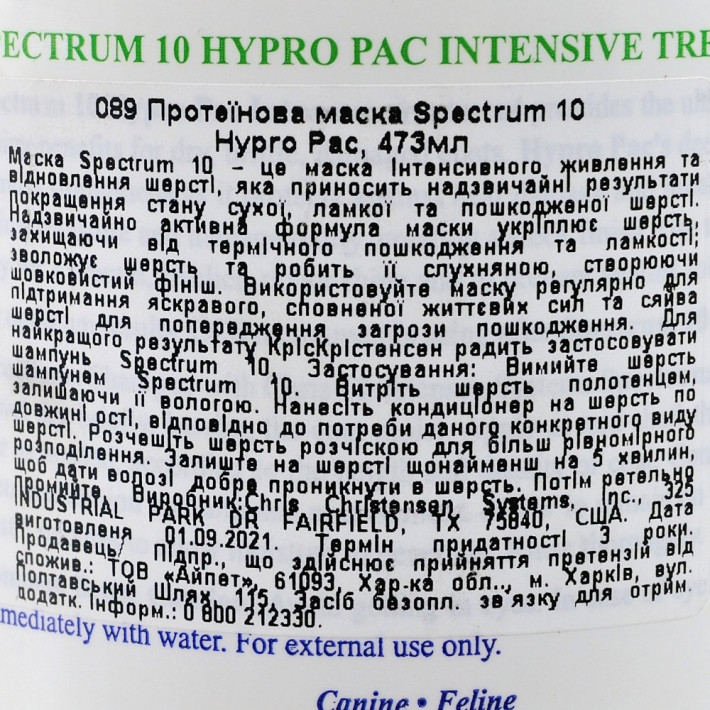 PECTRUM 10 HYPRO PAC INTENSIVE TRE
089 Протеїнова маска Spectrum 10
Hypro Pac, 473мл
Маска Spectrum 10 – це маска інтенсивного живлення та
відновлення шерсті, яка приносить надзвичайні результати
покращення стану сухої, ламкої та пошкодженої шерсті.
Надзвичайно активна формула маски укріплює шерсть,
захищаючи від термічного пошкодження та ламкості;
зволожує шерсть та робить її слухняною, створюючи
шовковистий фініш. Використовуйте маску регулярно для
підтримання яскравого, сповненої життєвих сил та сяйва
шерсті для попередження загрози пошкодження. Для
найкращого результату КрісКрістенсен радить застосовувати
шампунь Spectrum 10, Застосування: Вимийте шерсть
шампунем Spectrum 10. Витріть шерсть полотенцем,
залишаючи її вологою. Нанесіть кондиціонер на шерсть по
довжині ості, відповідно до потреби даного конкретного виду
шерсті. Розчешіть шерсть розчіскою для більш рівномірного
розподілення. Залиште на шерсті щонайменш на 5 хвилин,
щоб дати волозі добре проникнути в шерсть. Потім ретельно
промийте. Виробник:Chris Christensen Systems, Inc., 325
INDUSTRIAL PARK DR FAIRFIELD, TX 75840, США. Дата
виготовленя 01.09.2021. Термін придатності 3 роки.
Продавець/ Підпр., що здійснює прийняття претензій від
спожив.: ТОВ «Айпет», 61093, Хар-ка обл.., м. Харків, вул.
Полтавський Шлях, 115, Засіб безопл. зв'язку для отрим.
додатк. Інформ.: 0 800 212330.
mediately with water. For external use only.
Canine • Feline